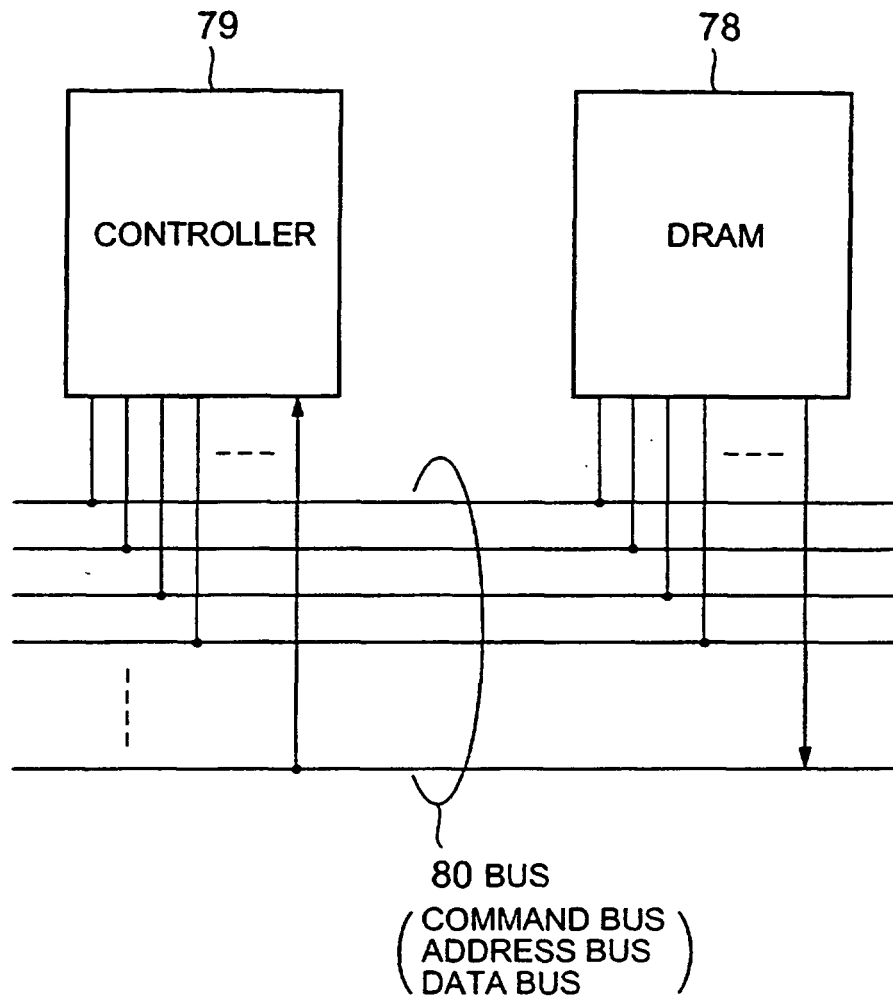 79
78
CONTROLLER
DRAM
80 BUS
COMMAND BUS
ADDRESS BUS
DATA BUS